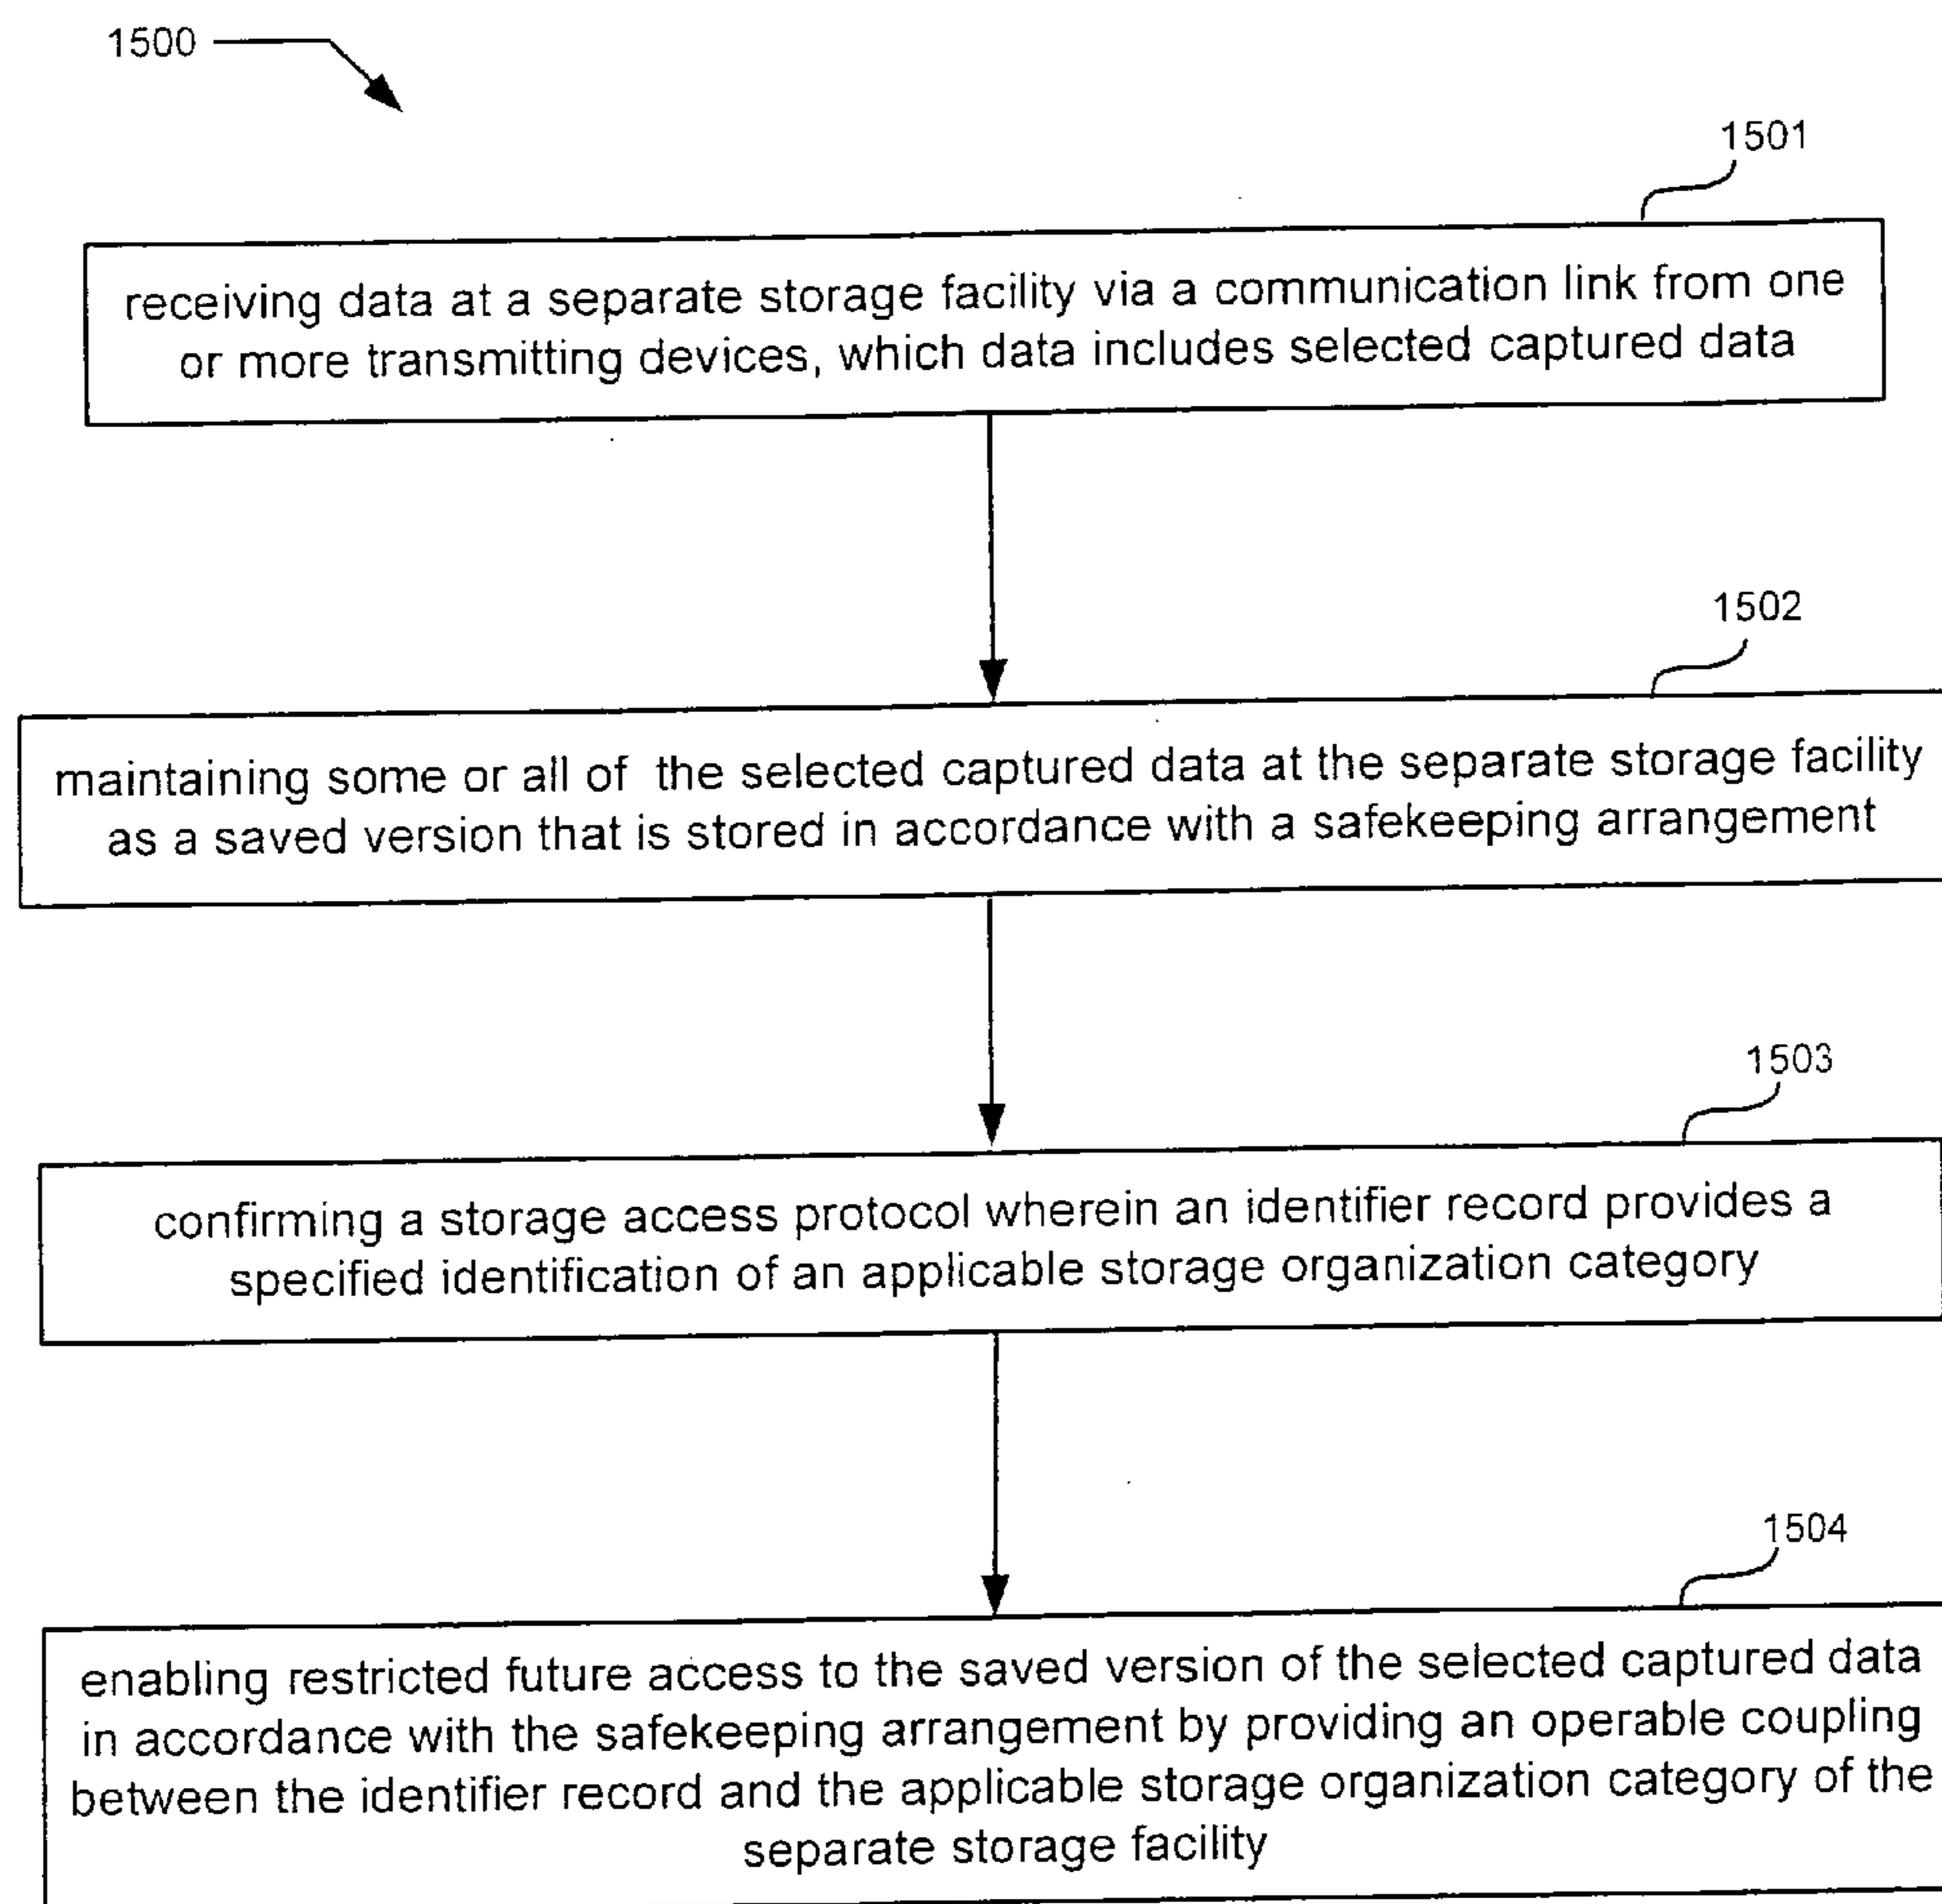 1500
1501
receiving data at a separate storage facility via a communication link from one
or more transmitting devices, which data includes selected captured data
1502
maintaining some or all of the selected captured data at the separate storage facility
as a saved version that is stored in accordance with a safekeeping arrangement
1503
confirming a storage access protocol wherein an identifier record provides a
specified identification of an applicable storage organization category
1504
enabling restricted future access to the saved version of the selected captured data
in accordance with the safekeeping arrangement by providing an operable coupling
between the identifier record and the applicable storage organization category of the
separate storage facility